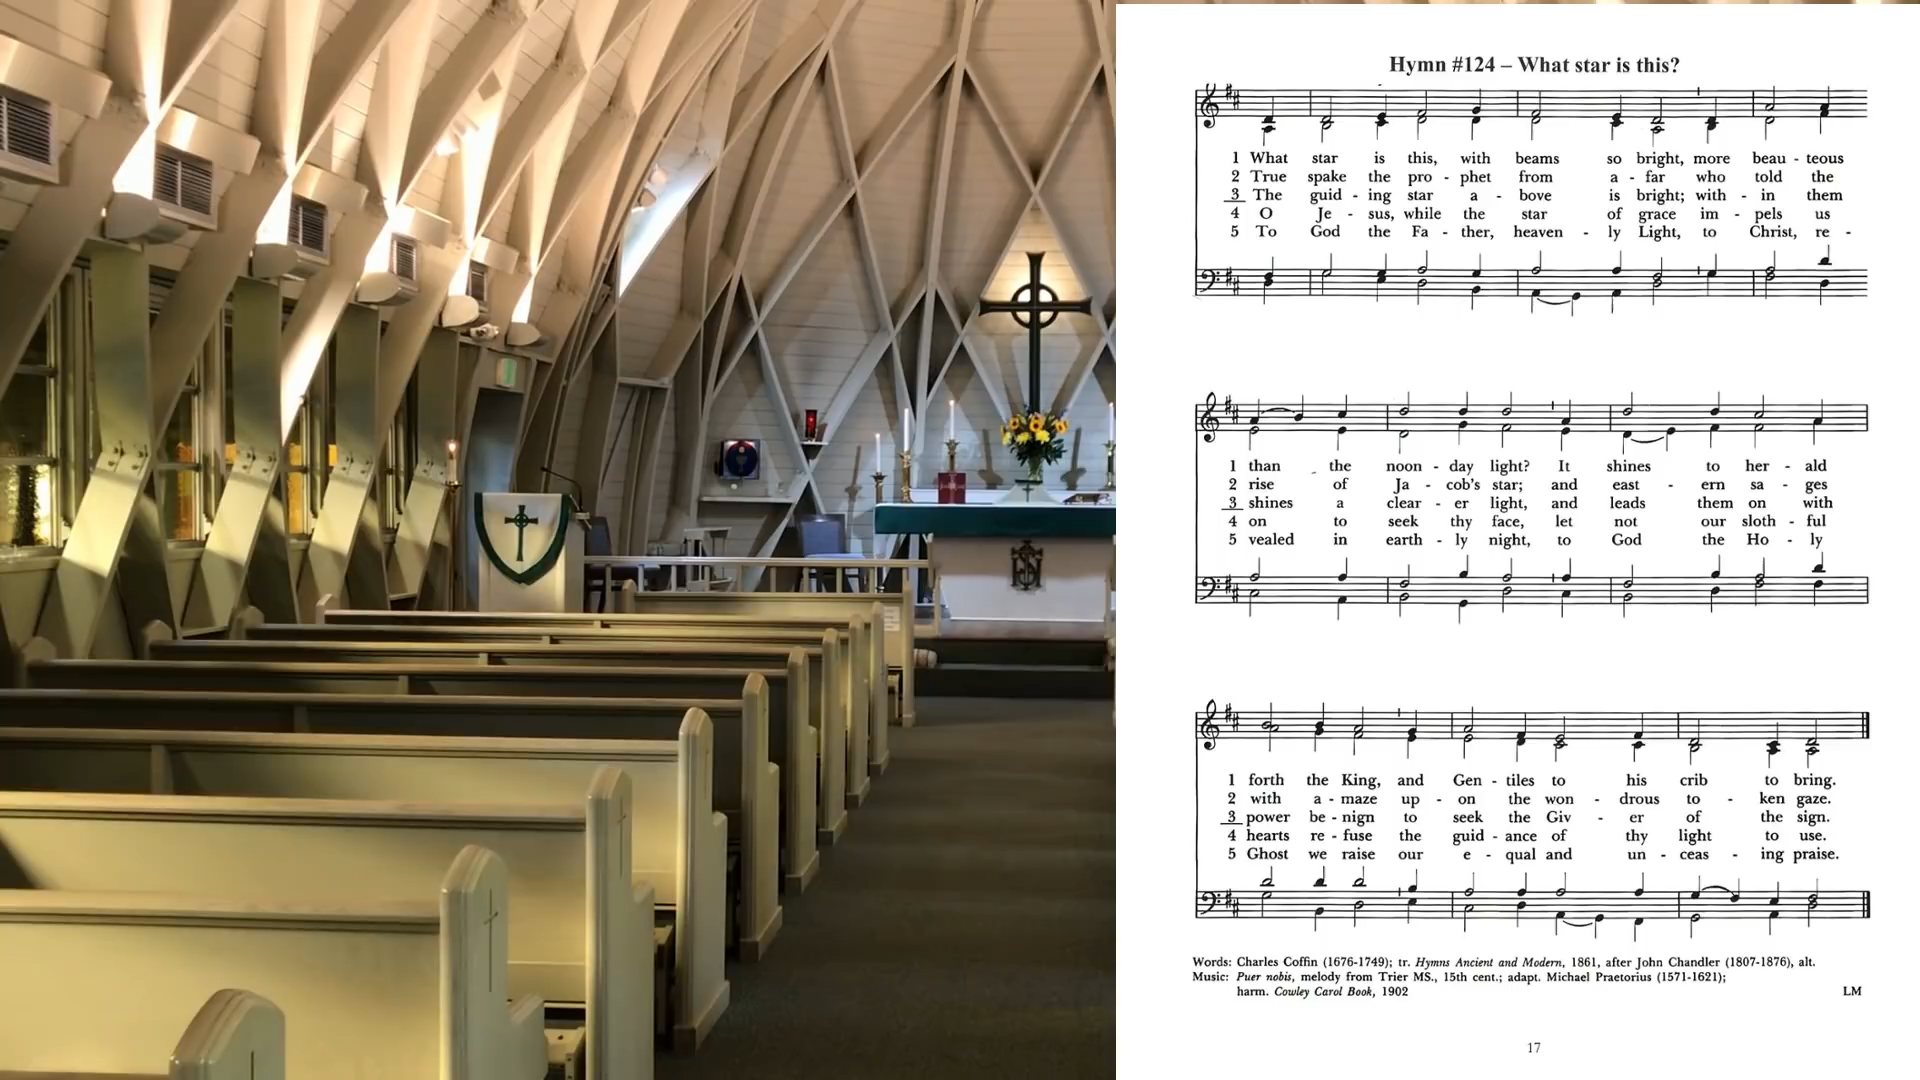 Hymn #124 – What star is this?
1 What star is this, with beams so bright, more beau - teous
2 True spake the pro - phet from a - far who told the
3 The guid - ing star a - bove is bright; with - in them
4 O Je - sus, while the star of grace im - pels us
5 To God the Fa - ther, heaven - ly Light, to Christ, re -
1 than the noon - day light? It shines to her - ald
2 rise of Ja - cob's star; and east - ern sa - ges
3 shines a clear - er light, and leads them on with
4 on to seek thy face, let not our sloth - ful
5 vealed in earth - ly night, to God the Ho - ly
1 forth the King, and Gen - tiles to his crib to bring.
2 with a - maze up - on the won - drous to - ken gaze.
3 power be - nign to seek the Giv - er of the sign.
4 hearts re - fuse the guid - ance of thy light to use.
5 Ghost we raise our e - qual and un - ceas - ing praise.
Words: Charles Coffin (1676-1749); tr. Hymns Ancient and Modern, 1861, after John Chandler (1807-1876), alt.
Music: Puer nobis, melody from Trier MS., 15th cent.; adapt. Michael Praetorius (1571-1621);
harm. Cowley Carol Book, 1902
LM
17